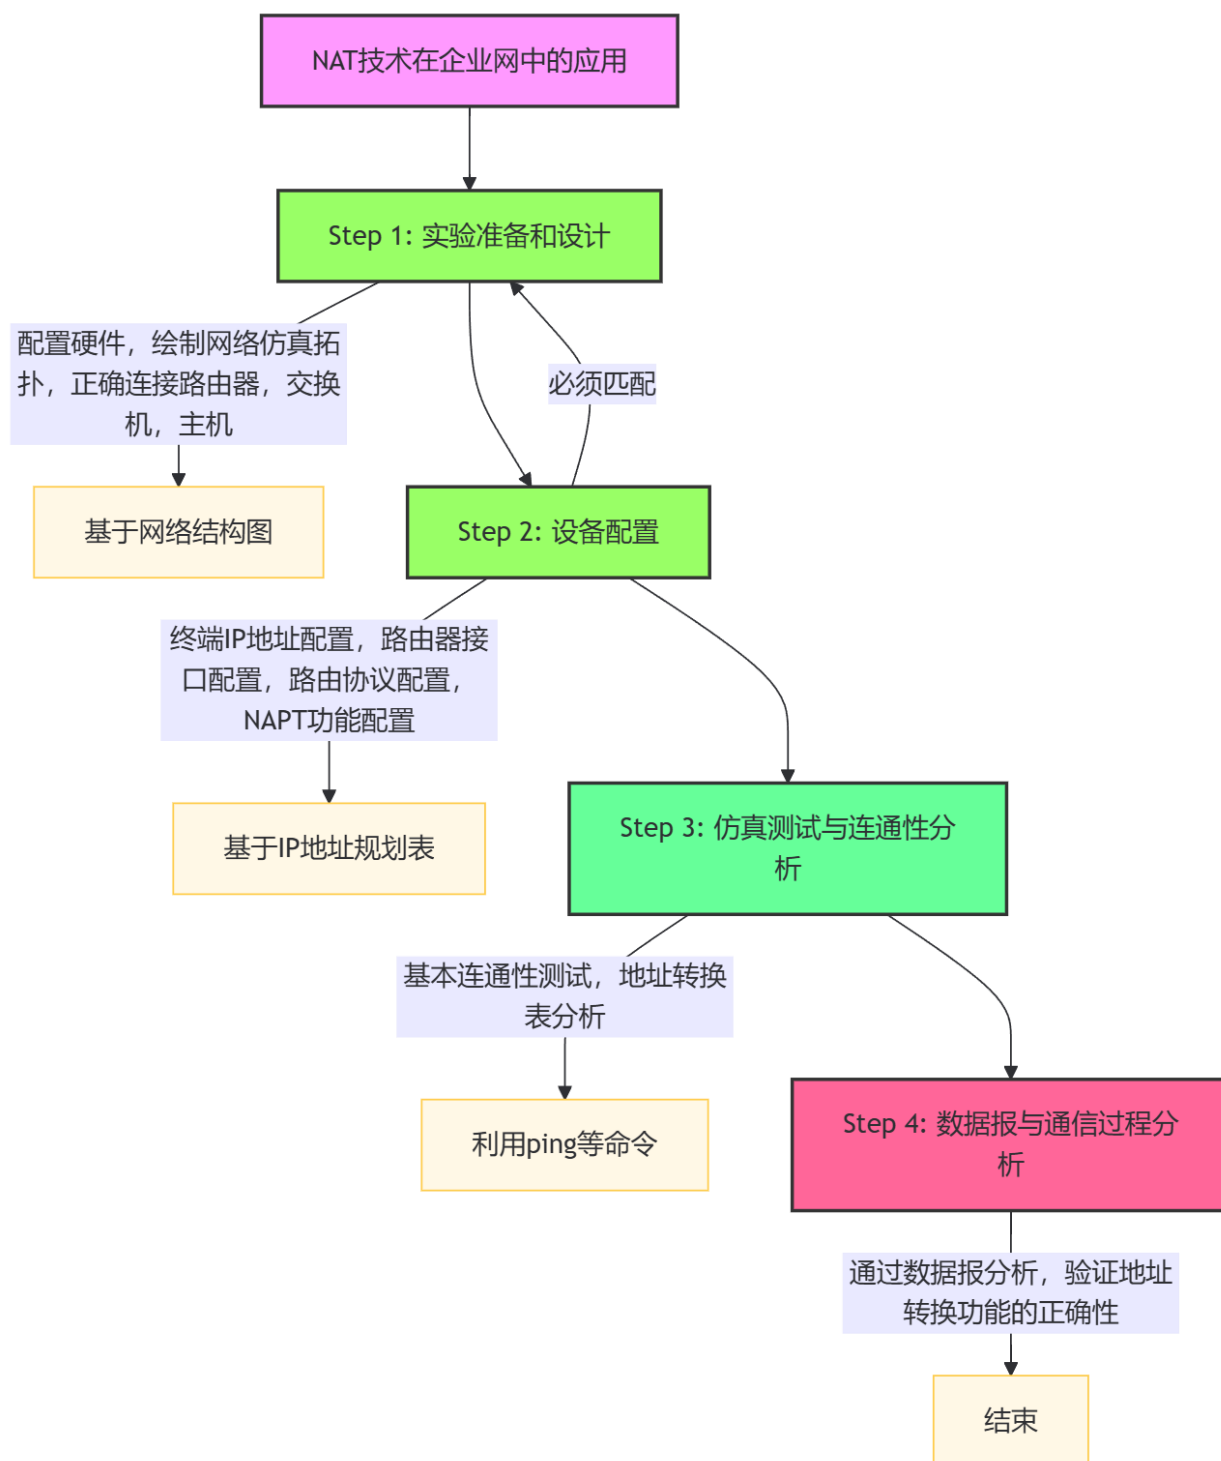 NAT技术在企业网中的应用
Step 1: 实验准备和设计
配置硬件，绘制网络仿真拓
扑，正确连接路由器，交换
机，主机
必须匹配
基于网络结构图
Step 2: 设备配置
终端IP地址配置，路由器接
口配置，路由协议配置，
NAPT功能配置
基于IP地址规划表
Step 3: 仿真测试与连通性分
析
基本连通性测试，地址转换
表分析
利用ping等命令
Step 4: 数据报与通信过程分
析
通过数据报分析，验证地址
转换功能的正确性
结束